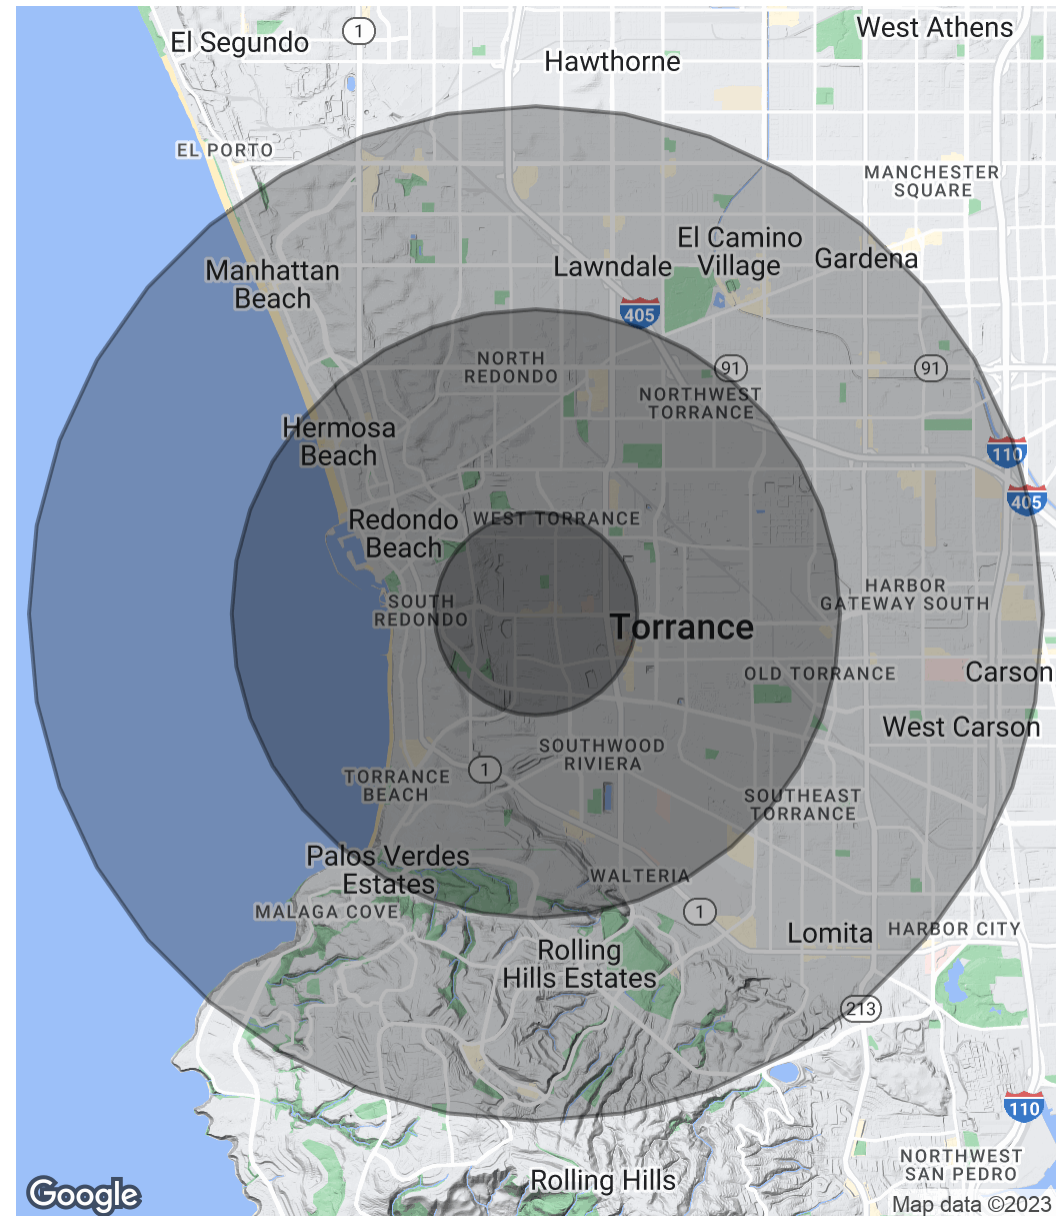 West Athens
El Segundo
1
Hawthorne
EL PORTO
MANCHESTER
SQUARE
El Camino
Village
Gardena
Lawndale
Manhattan
Beach
405
NORTH
REDONDO
91
91
NORTHWEST
TORRANCE
Hermosa
Beach
110
405
Redondo
Beach
WEST TORRANCE
HARBOR
GATEWAY SOUTH
SOUTH
REDONDO
Torrance
OLD TORRANCE
Carson
West Carson
SOUTHWOOD
RIVIERA
1
TORRANCE
BEACH
SOUTHEAST
TORRANCE
Palos Verdes
Estates
WALTERIA
MALAGA COVE
1
Lomita
HARBOR CITY
Rolling
Hills Estates
213
110
NORTHWEST
SAN PEDRO
Rolling Hills
Google
Map data ©2023